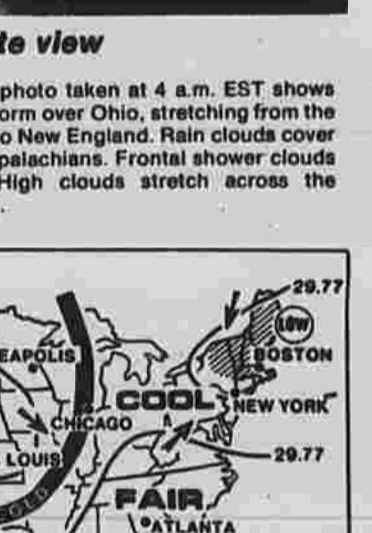 te view
photo taken at 4 a.m. EST shows
orm over Ohio, stretching from the
o New England. Rain clouds cover
palachians. Frontal shower clouds
High clouds stretch across the
.
29.77
LOW
EAPOLIS
BOSTON
COOL
NEW YORK
CHICAGO
LOUIS
29.77
COLD
FAIR
ATLANTA